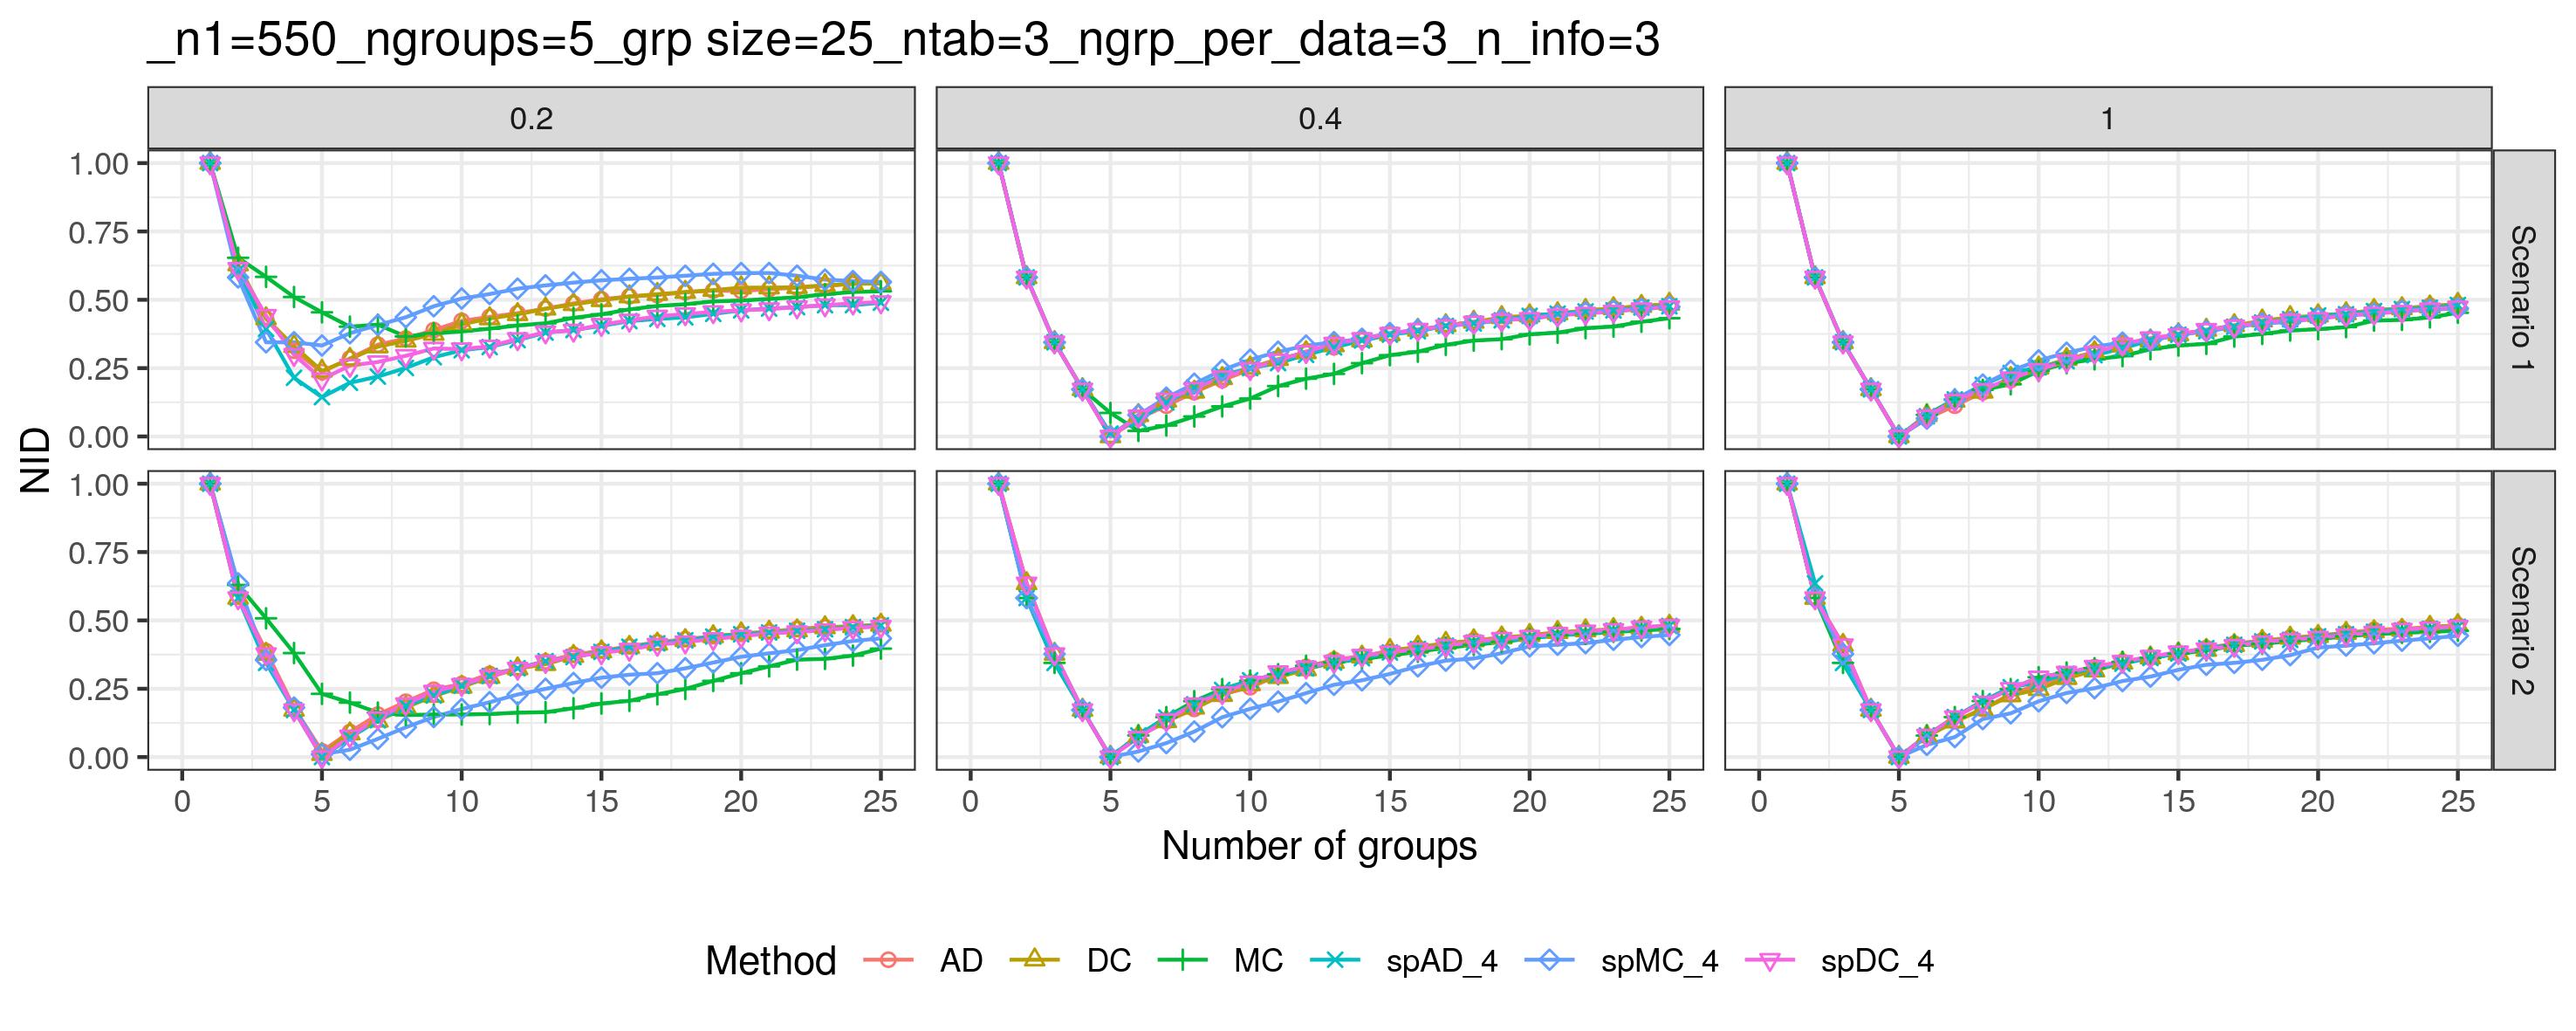 _n1=550_ngroups=5_grp size=25_ntab=3_ngrp_per_data=3_n_info=3
0.2 0.4 1
1.00
0.75
0.50
0.25
0.00
Scenario 1
NID
1.00
0.75
0.50
0.25
0.00
Scenario 2
0 5 10 15 20 25 0 5 10 15 20 25 0 5 10 15 20 25
Number of groups
Method AD DC MC spAD_4 spMC_4 spDC_4